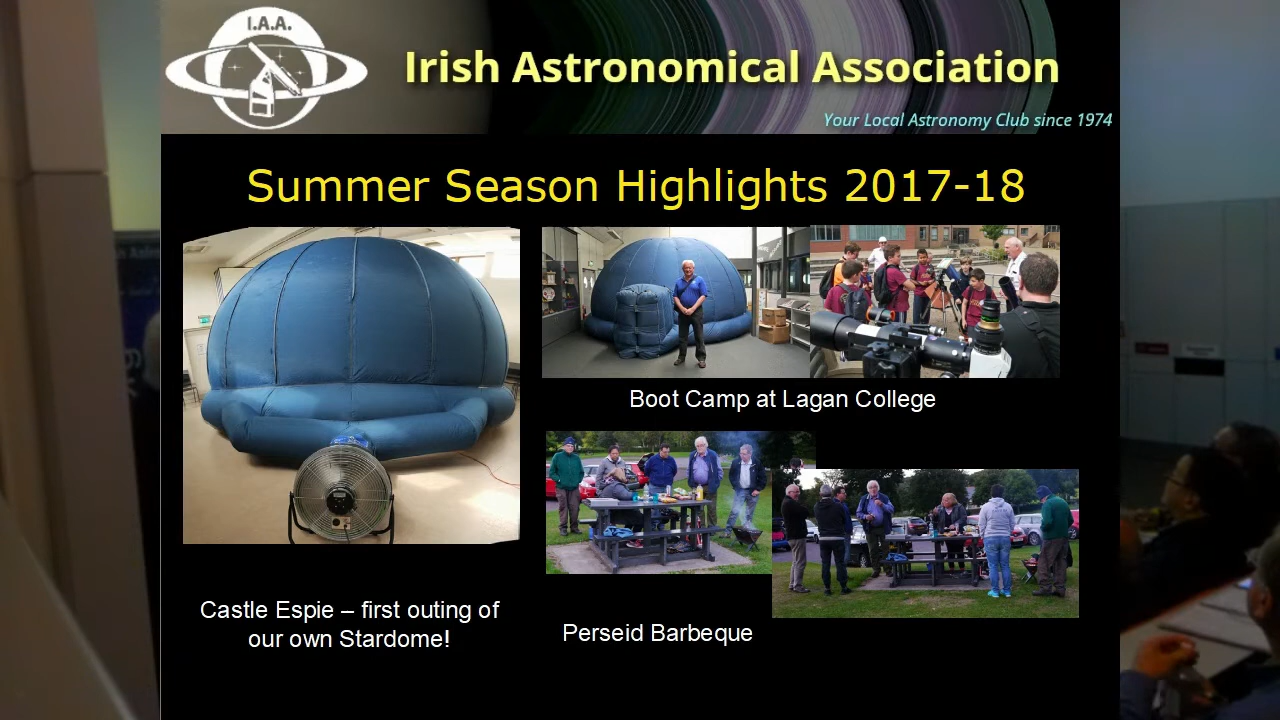 I.A.A.
Irish Astronomical Association
Your Local Astronomy Club since 1974
Summer Season Highlights 2017-18
Boot Camp at Lagan College
Castle Espie – first outing of
our own Stardome!
Perseid Barbeque